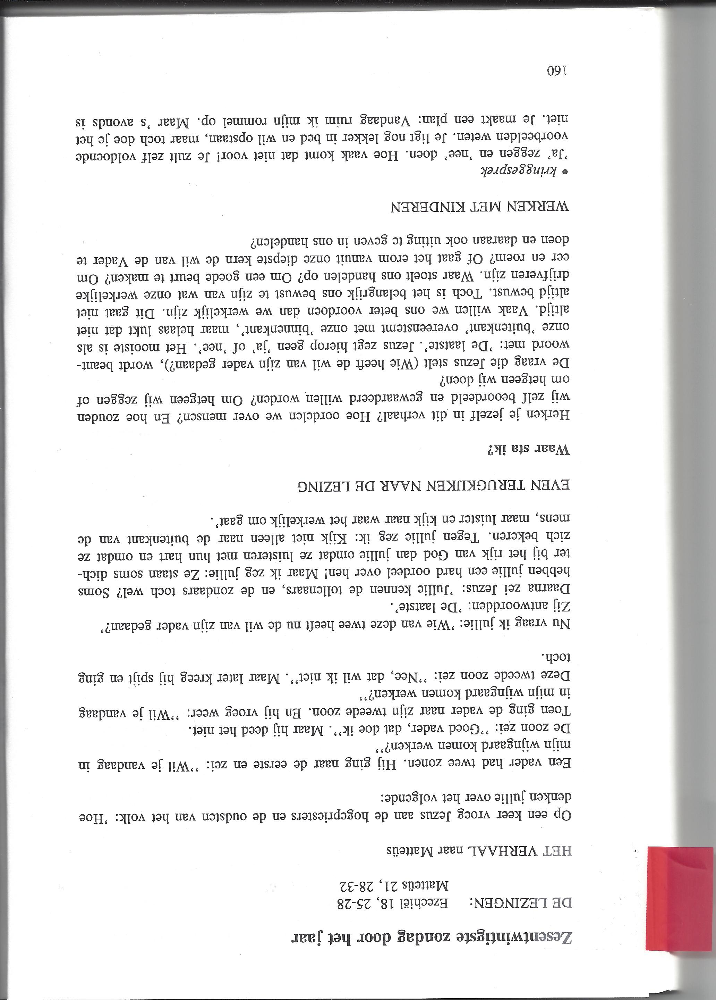 Zesentwintigste zondag door het jaar
DE LEZINGEN: Ezechiël 18, 25-28
Matteüs 21, 28-32
HET VERHAAL naar Matteüs
Op een keer vroeg Jezus aan de hogepriesters en de oudsten van het volk: 'Hoe
denken jullie over het volgende:
Een vader had twee zonen. Hij ging naar de eerste en zei: ''Wil je vandaag in
mijn wijngaard komen werken?''
De zoon zei: ''Goed vader, dat doe ik''. Maar hij deed het niet.
Toen ging de vader naar zijn tweede zoon. En hij vroeg weer: ''Wil je vandaag
in mijn wijngaard komen werken?''
Deze tweede zoon zei: ''Nee, dat wil ik niet''. Maar later kreeg hij spijt en ging
toch.
Nu vraag ik jullie: 'Wie van deze twee heeft nu de wil van zijn vader gedaan?'
Zij antwoordden: 'De laatste'.
Daarna zei Jezus: 'Jullie kennen de tollenaars, en de zondaars toch wel? Soms
hebben jullie een hard oordeel over hen! Maar ik zeg jullie: Ze staan soms dich-
ter bij het rijk van God dan jullie omdat ze luisteren met hun hart en omdat ze
zich bekeren. Tegen jullie zeg ik: Kijk niet alleen naar de buitenkant van de
mens, maar luister en kijk naar waar het werkelijk om gaat'.
EVEN TERUGKIJKEN NAAR DE LEZING
Waar sta ik?
Herken je jezelf in dit verhaal? Hoe oordelen we over mensen? En hoe zouden
wij zelf beoordeeld en gewaardeerd willen worden? Om hetgeen wij zeggen of
om hetgeen wij doen?
De vraag die Jezus stelt (Wie heeft de wil van zijn vader gedaan?), wordt beant-
woord met: 'De laatste'. Jezus zegt hierop geen 'ja' of 'nee'. Het mooiste is als
onze 'buitenkant' overeenstemt met onze 'binnenkant', maar helaas lukt dat niet
altijd. Vaak willen we ons beter voordoen dan we werkelijk zijn. Dit gaat niet
altijd bewust. Toch is het belangrijk ons bewust te zijn van wat onze werkelijke
drijfveren zijn. Waar stoelt ons handelen op? Om een goede beurt te maken? Om
eer en roem? Of gaat het erom vanuit onze diepste kern de wil van de Vader te
doen en daaraan ook uiting te geven in ons handelen?
WERKEN MET KINDEREN
• kringgesprek
'Ja' zeggen en 'nee' doen. Hoe vaak komt dat niet voor! Je zult zelf voldoende
voorbeelden weten. Je ligt nog lekker in bed en wil opstaan, maar toch doe je het
niet. Je maakt een plan: Vandaag ruim ik mijn rommel op. Maar 's avonds is
160